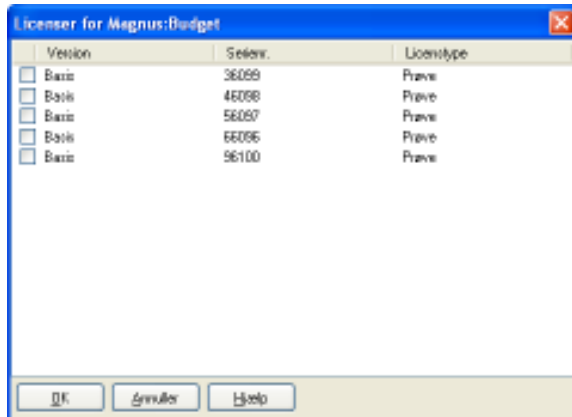 Licenser for Magnus:Budget
Version Serienr. Licenstype
Basis 36099 Prøve
Basis 46098 Prøve
Basis 56097 Prøve
Basis 66096 Prøve
Basis 96100 Prøve
OK Annuller Hjælp